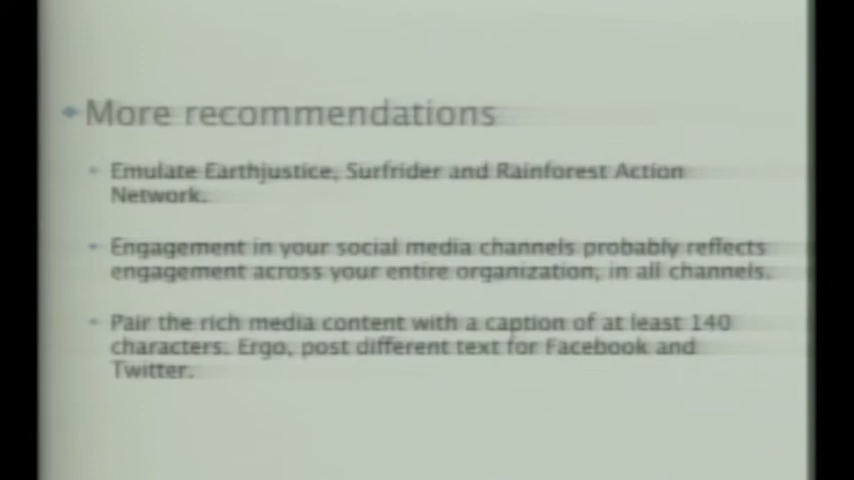 More recommendations
Emulate Earthjustice, Surfrider and Rainforest Action
Network.
Engagement in your social media channels probably reflects
engagement across your entire organization, in all channels.
Pair the rich media content with a caption of at least 140
characters. Ergo, post different text for Facebook and
Twitter.